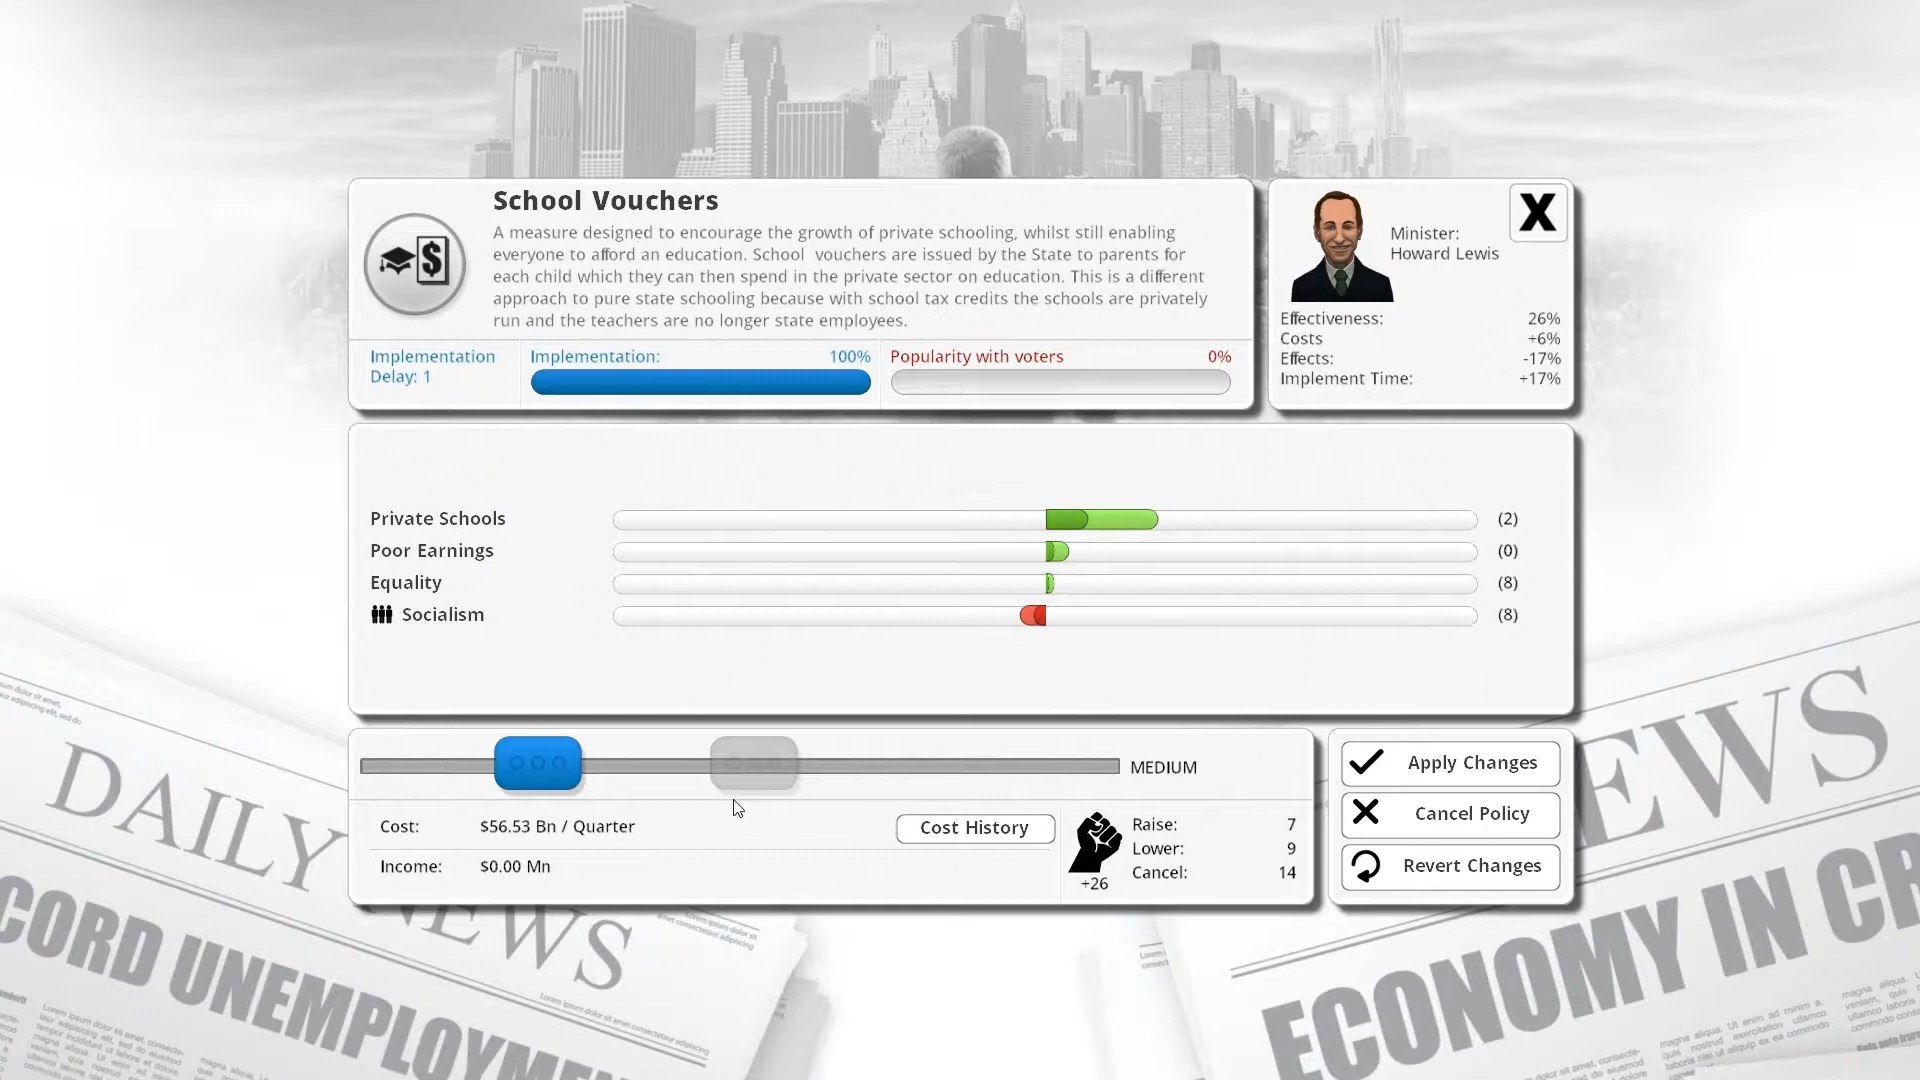 School Vouchers
A measure designed to encourage the growth of private schooling, whilst still enabling
everyone to afford an education. School  vouchers are issued by the State to parents for
each child which they can then spend in the private sector on education. This is a different
approach to pure state schooling because with school tax credits the schools are privately
run and the teachers are no longer state employees.
Implementation
Delay: 1
Implementation: 100%
Popularity with voters 0%
Minister:
Howard Lewis
X
Effectiveness: 26%
Costs +6%
Effects: -17%
Implement Time: +17%
Private Schools (2)
Poor Earnings (0)
Equality (8)
Socialism (8)
MEDIUM
Cost: $56.53 Bn / Quarter
Cost History
Income: $0.00 Mn
+26
Raise: 7
Lower: 9
Cancel: 14
Apply Changes
Cancel Policy
Revert Changes
DAILY
NEWS
CORD UNEMPLOYME
EWS
ECONOMY IN CR